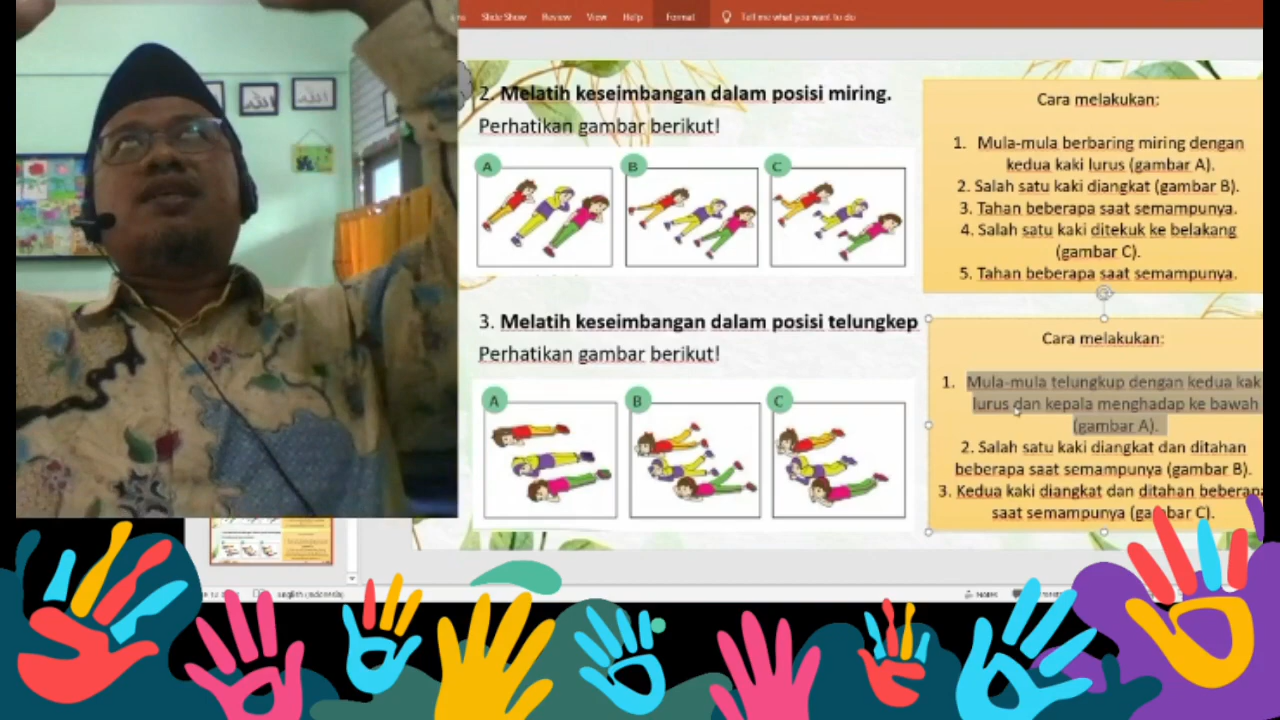 Slide Show Review View Help Format Tell me what you want to do
2. Melatih keseimbangan dalam posisi miring.
Perhatikan gambar berikut!
A B C
Cara melakukan:
1. Mula-mula berbaring miring dengan
kedua kaki lurus (gambar A).
2. Salah satu kaki diangkat (gambar B).
3. Tahan beberapa saat semampunya.
4. Salah satu kaki ditekuk ke belakang
(gambar C).
5. Tahan beberapa saat semampunya.
3. Melatih keseimbangan dalam posisi telungkep
Perhatikan gambar berikut!
A B C
Cara melakukan:
1. Mula-mula telungkup dengan kedua kak
lurus dan kepala menghadap ke bawah
(gambar A).
2. Salah satu kaki diangkat dan ditahan
beberapa saat semampunya (gambar B).
3. Kedua kaki diangkat dan ditahan beberapa
saat semampunya (gambar C).
English (Indonesia)
Notes